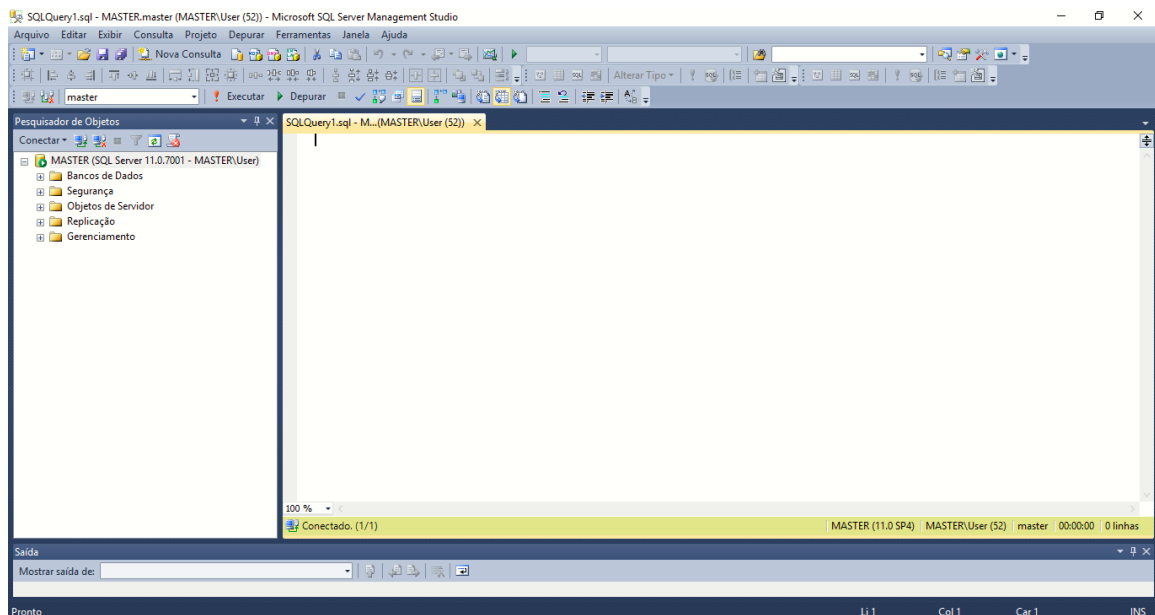 SQLQuery1.sql - MASTER.master (MASTER\User (52)) - Microsoft SQL Server Management Studio
Arquivo Editar Exibir Consulta Projeto Depurar Ferramentas Janela Ajuda
Nova Consulta
Alterar Tipo
master Executar Depurar
Pesquisador de Objetos
SQLQuery1.sql - M...(MASTER\User (52))
Conectar
MASTER (SQL Server 11.0.7001 - MASTER\User)
Bancos de Dados
Segurança
Objetos de Servidor
Replicação
Gerenciamento
100 %
Conectado. (1/1) MASTER (11.0 SP4) MASTER\User (52) master 00:00:00 0 linhas
Saída
Mostrar saída de:
Pronto Li 1 Col 1 Car 1 INS